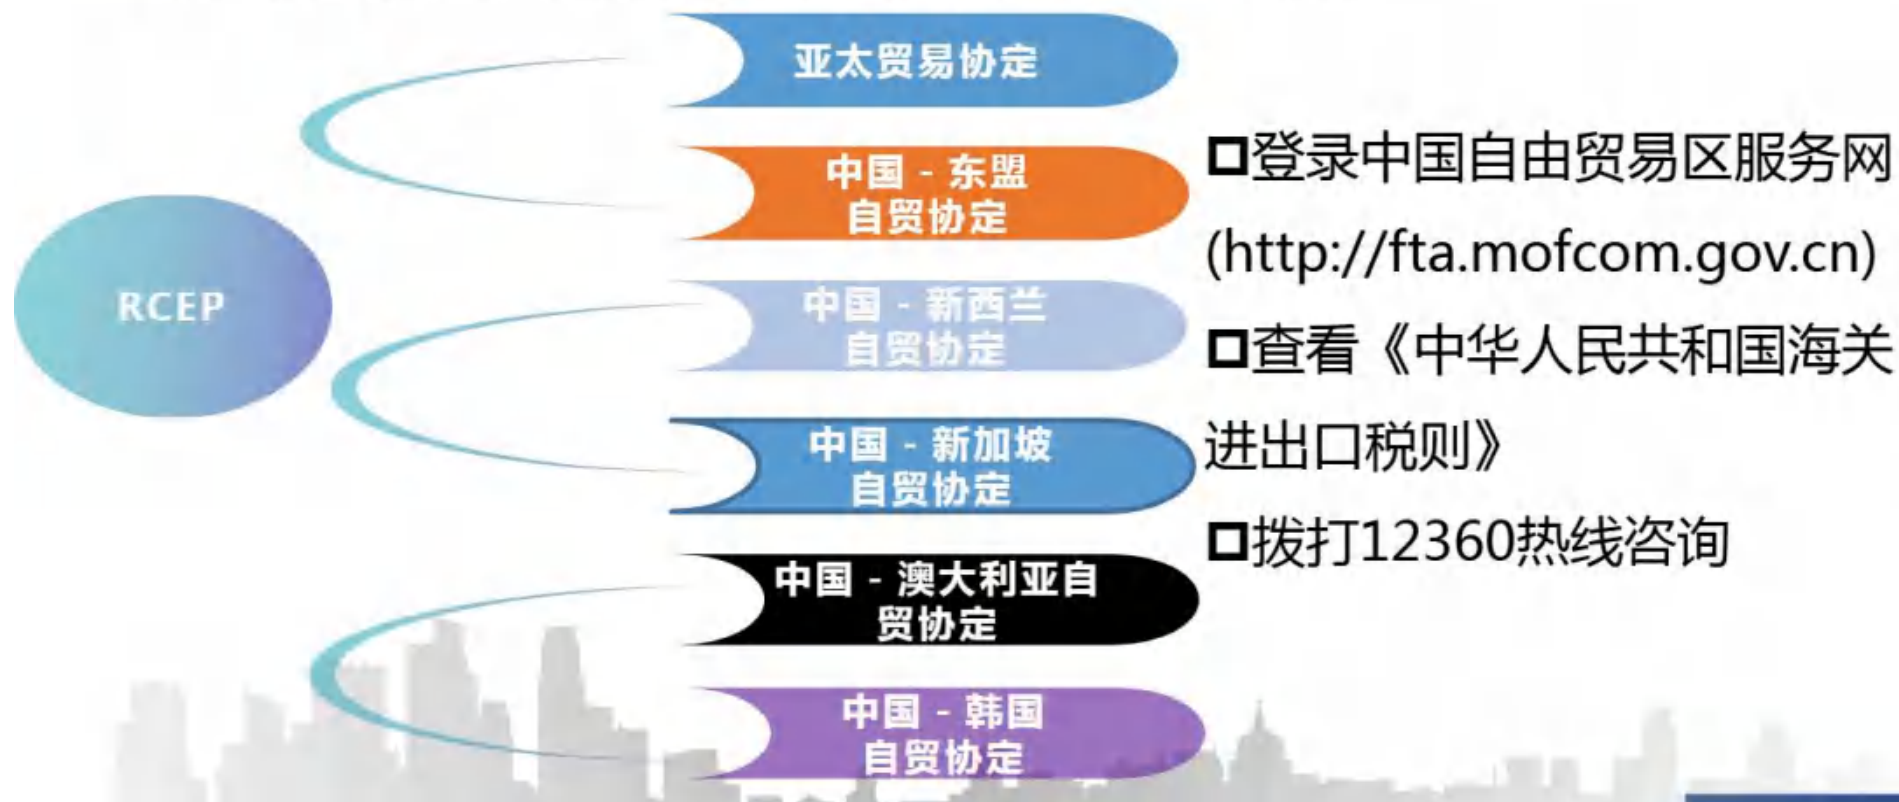 RCEP
亚太贸易协定
中国 - 东盟
自贸协定
中国 - 新西兰
自贸协定
中国 - 新加坡
自贸协定
中国 - 澳大利亚自
贸协定
中国 - 韩国
自贸协定
登录中国自由贸易区服务网
(http://fta.mofcom.gov.cn)
查看《中华人民共和国海关
进出口税则》
拨打12360热线咨询